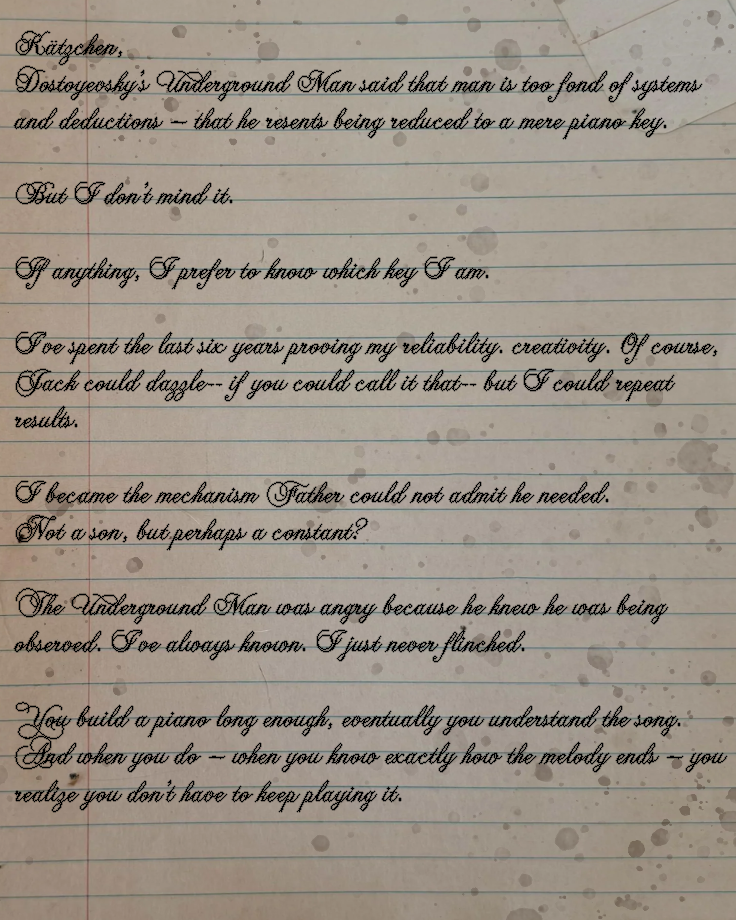 Kätzchen,
Dostoyevsky's Underground Man said that man is too fond of systems
and deductions – that he resents being reduced to a mere piano key.
But I don't mind it.
If anything, I prefer to know which key I am.
I've spent the last six years proving my reliability. creativity. Of course,
Jack could dazzle-- if you could call it that-- but I could repeat
results.
I became the mechanism Father could not admit he needed.
Not a son, but perhaps a constant?
The Underground Man was angry because he knew he was being
observed. I've always known. I just never flinched.
You build a piano long enough, eventually you understand the song.
And when you do – when you know exactly how the melody ends – you
realize you don't have to keep playing it.